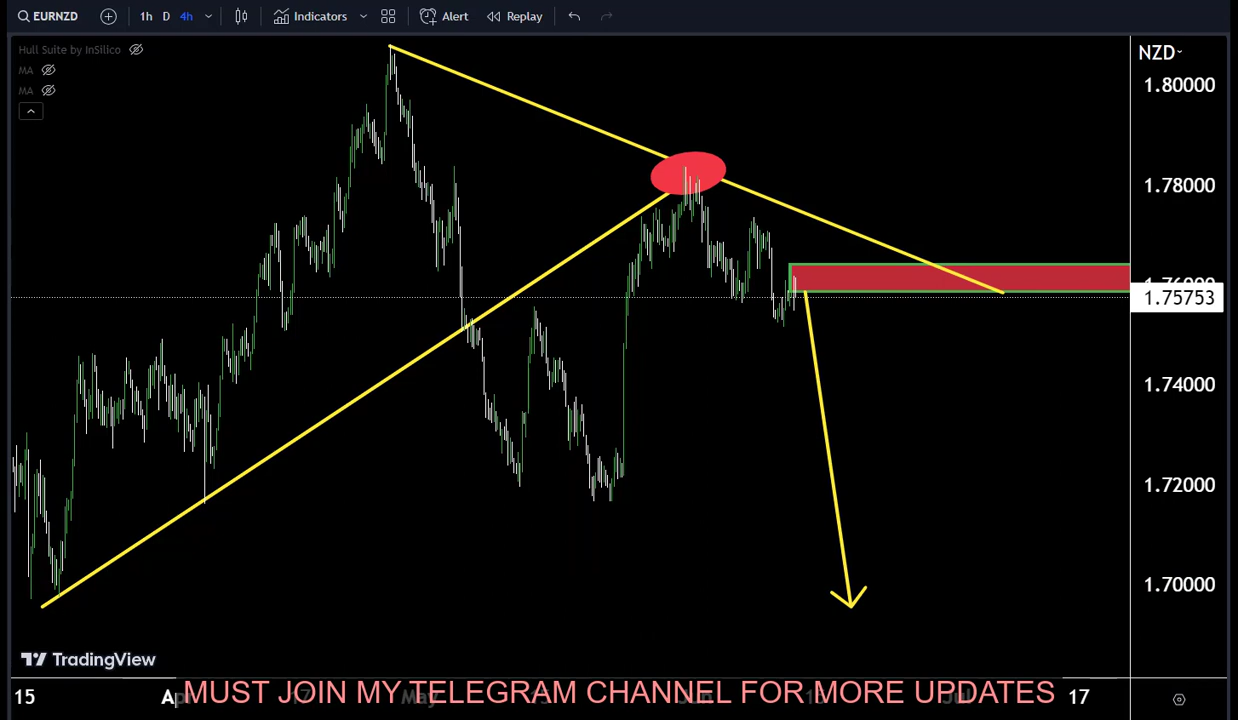 EURNZD 1h D 4h Indicators Alert Replay
Hull Suite by InSilico
MA
MA
NZD
1.80000
1.78000
1.75753
1.74000
1.72000
1.70000
TradingView
MUST JOIN MY TELEGRAM CHANNEL FOR MORE UPDATES
15 17